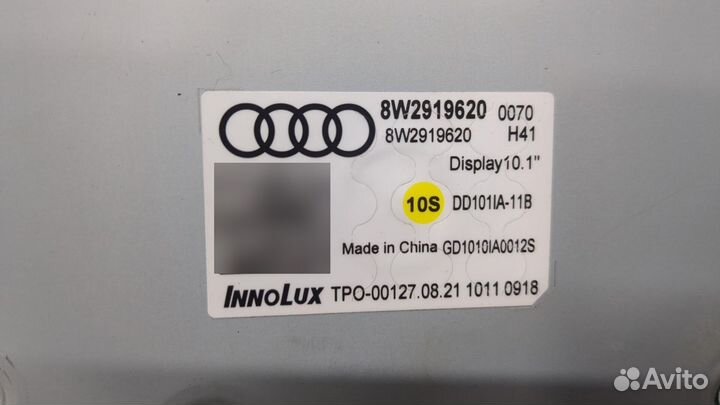 8W2919620 0070
8W2919620 H41
Display10.1"
10S DD101IA-11B
Made in China GD1010IA0012S
INNOLUX TPO-00127.08.21 1011 0918
Avito